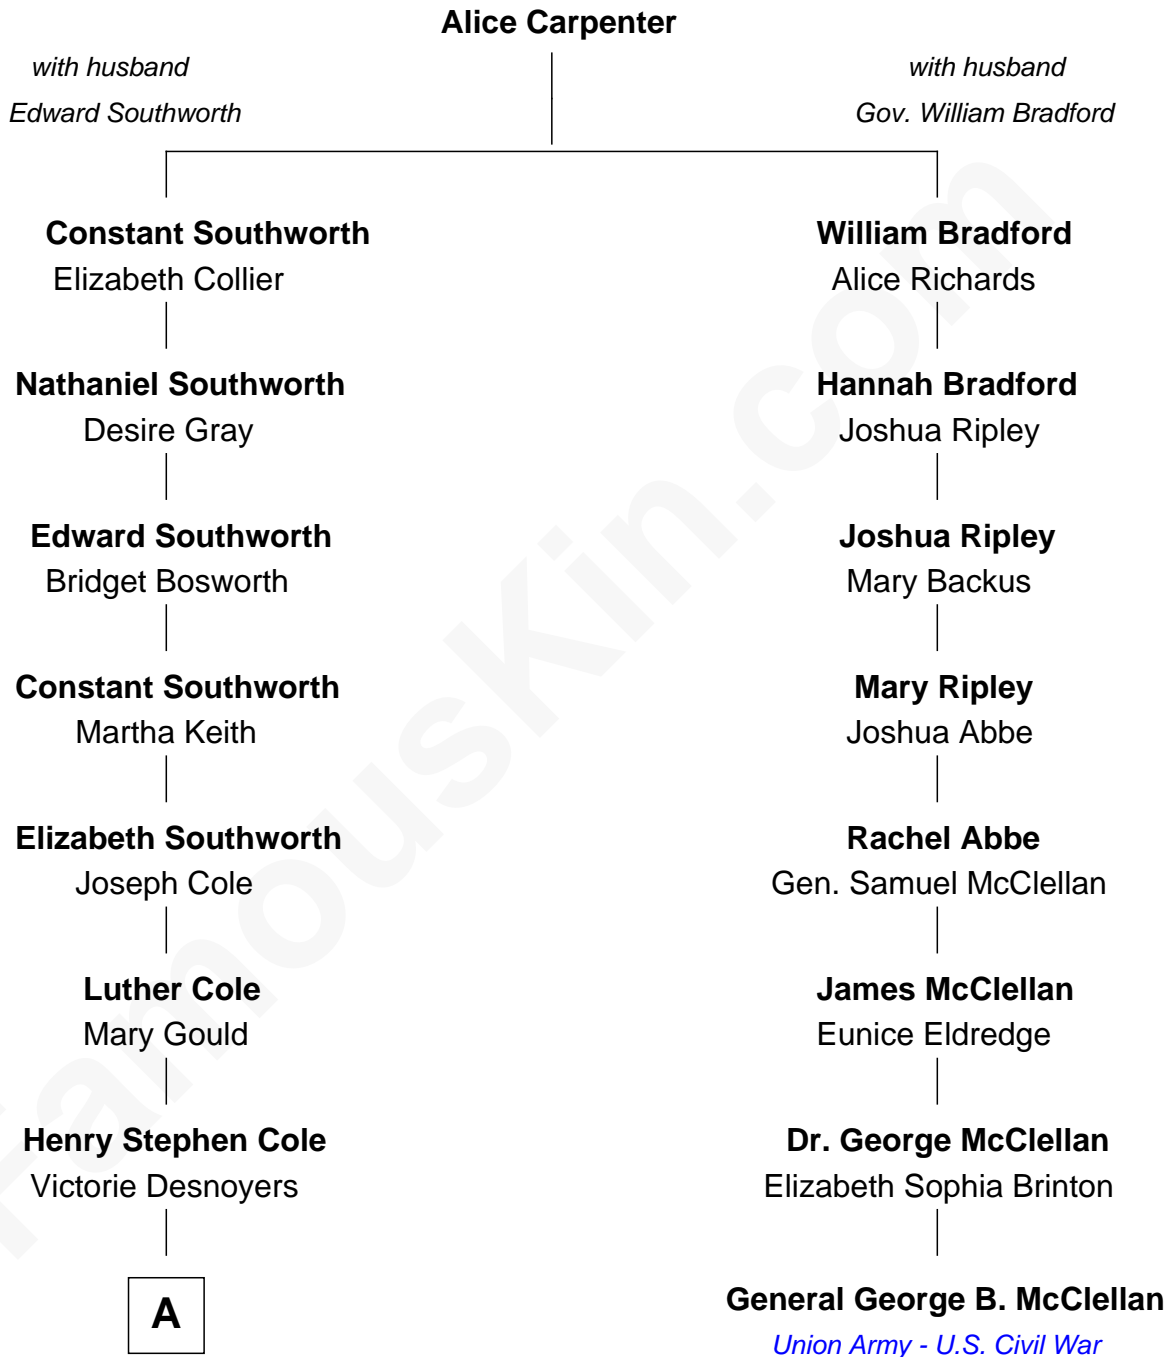 Alice Carpenter
with husband
Edward Southworth
with husband
Gov. William Bradford
Constant Southworth
Elizabeth Collier
William Bradford
Alice Richards
Nathaniel Southworth
Desire Gray
Hannah Bradford
Joshua Ripley
Edward Southworth
Bridget Bosworth
Joshua Ripley
Mary Backus
Constant Southworth
Martha Keith
Mary Ripley
Joshua Abbe
Elizabeth Southworth
Joseph Cole
Rachel Abbe
Gen. Samuel McClellan
Luther Cole
Mary Gould
James McClellan
Eunice Eldredge
Henry Stephen Cole
Victorie Desnoyers
Dr. George McClellan
Elizabeth Sophia Brinton
A
General George B. McClellan
Union Army - U.S. Civil War
FamousKin.com